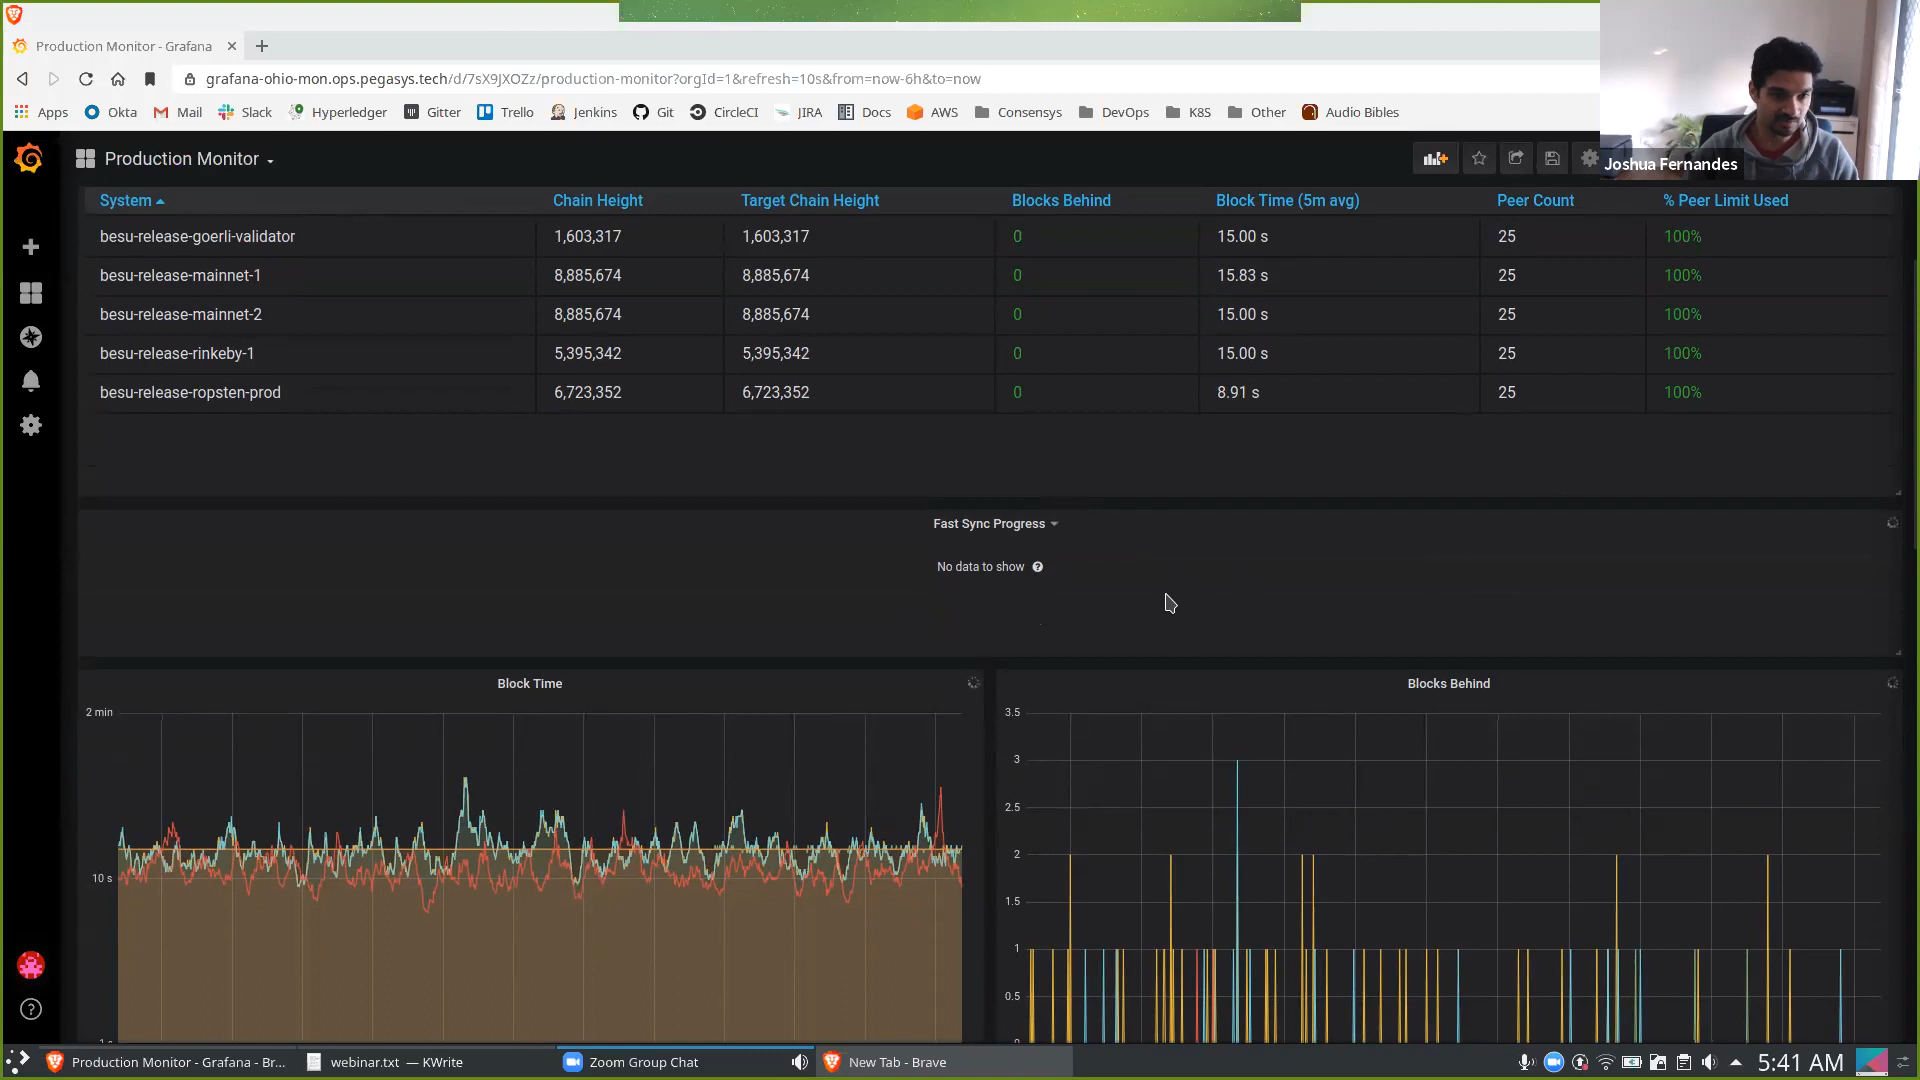 Production Monitor - Grafana
grafana-ohio-mon.ops.pegasys.tech/d/7sX9JXOZz/production-monitor?orgId=1&refresh=10s&from=now-6h&to=now
Apps Okta Mail Slack Hyperledger Gitter Trello Jenkins Git CircleCI JIRA Docs AWS Consensys DevOps K8S Other Audio Bibles
Joshua Fernandes
Production Monitor
System Chain Height Target Chain Height Blocks Behind Block Time (5m avg) Peer Count % Peer Limit Used
besu-release-goerli-validator 1,603,317 1,603,317 0 15.00 s 25 100%
besu-release-mainnet-1 8,885,674 8,885,674 0 15.83 s 25 100%
besu-release-mainnet-2 8,885,674 8,885,674 0 15.00 s 25 100%
besu-release-rinkeby-1 5,395,342 5,395,342 0 15.00 s 25 100%
besu-release-ropsten-prod 6,723,352 6,723,352 0 8.91 s 25 100%
Fast Sync Progress
No data to show
Block Time
2 min
10 s
Blocks Behind
3.5
3
2.5
2
1.5
1
0.5
0
Production Monitor - Grafana - Br... webinar.txt — KWrite Zoom Group Chat New Tab - Brave 5:41 AM